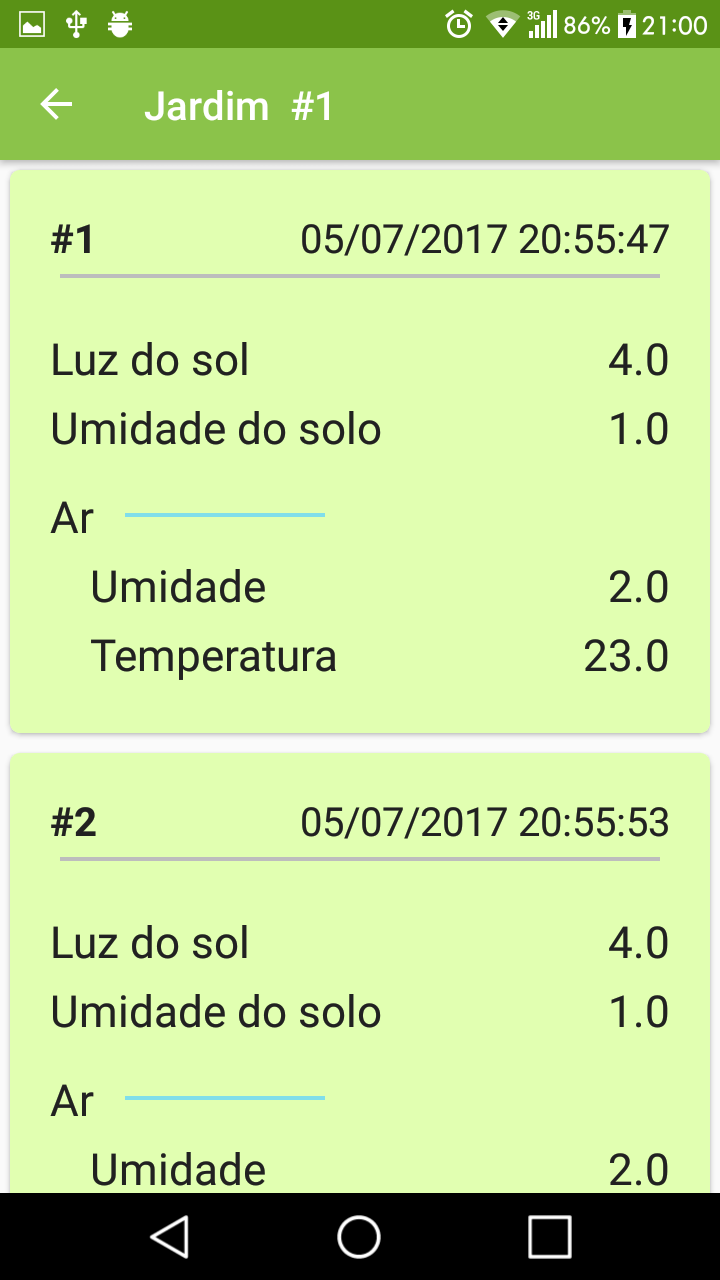 3G 86% 21:00
Jardim #1
#1 05/07/2017 20:55:47
Luz do sol 4.0
Umidade do solo 1.0
Ar
Umidade 2.0
Temperatura 23.0
#2 05/07/2017 20:55:53
Luz do sol 4.0
Umidade do solo 1.0
Ar
Umidade 2.0